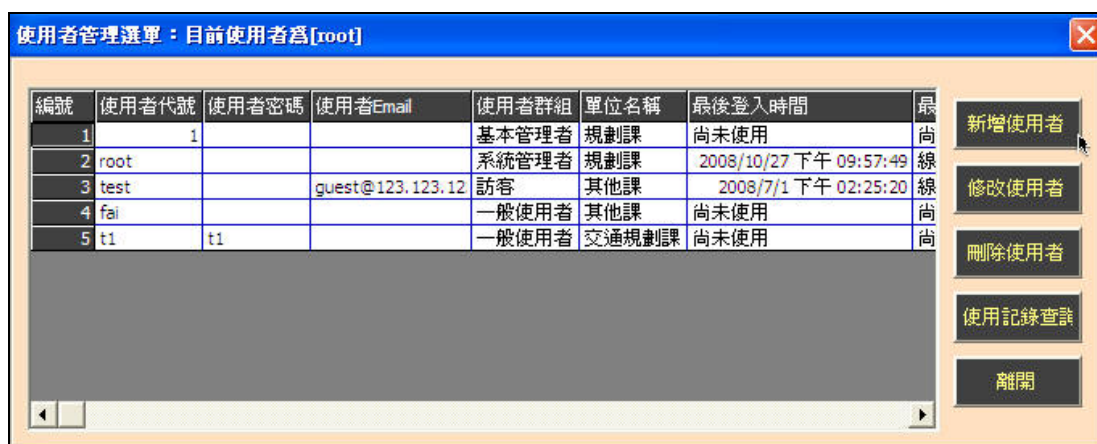 使用者管理選單：目前使用者為[root]
編號 使用者代號 使用者密碼 使用者Email 使用者群組 單位名稱 最後登入時間 最
1 1 基本管理者 規劃課 尚未使用 尚
2 root 系統管理者 規劃課 2008/10/27 下午 09:57:49 線
3 test guest@123.123.12 訪客 其他課 2008/7/1 下午 02:25:20 線
4 fai 一般使用者 其他課 尚未使用 尚
5 t1 t1 一般使用者 交通規劃課 尚未使用 尚
新增使用者
修改使用者
刪除使用者
使用記錄查詢
離開